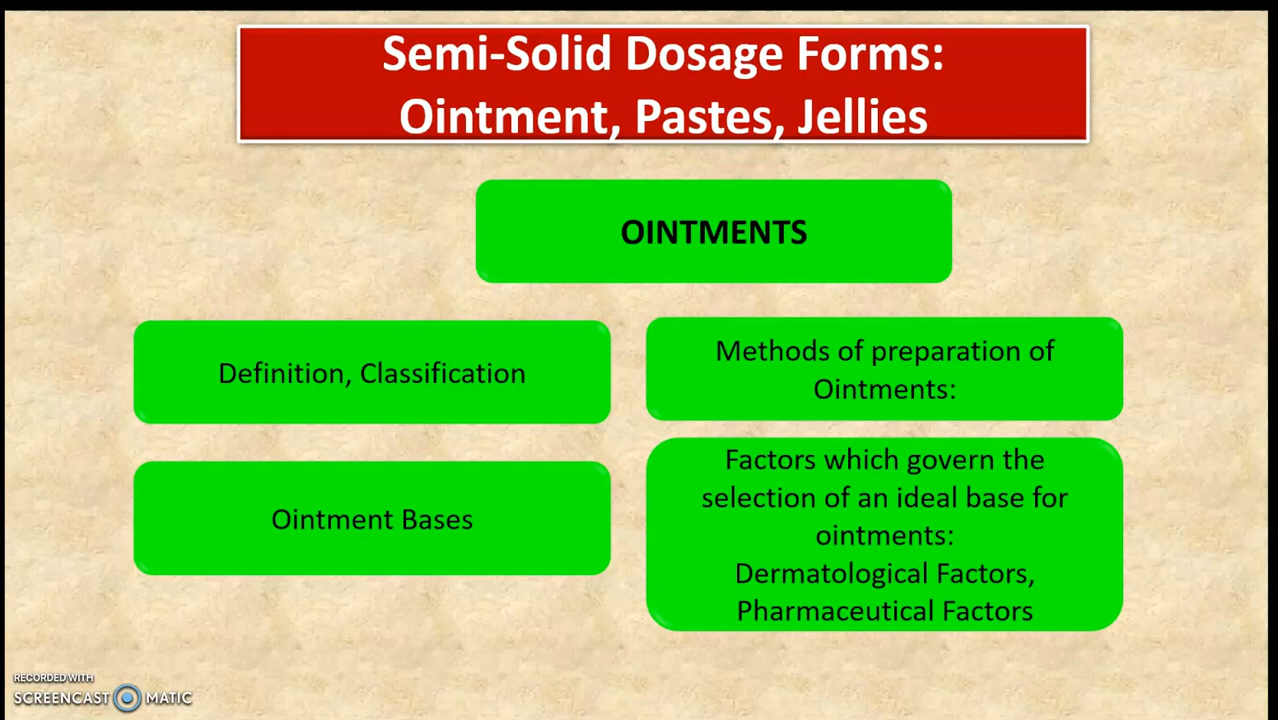 Semi-Solid Dosage Forms:
Ointment, Pastes, Jellies
OINTMENTS
Definition, Classification
Methods of preparation of
Ointments:
Ointment Bases
Factors which govern the
selection of an ideal base for
ointments:
Dermatological Factors,
Pharmaceutical Factors
RECORDED WITH
SCREENCAST MATIC